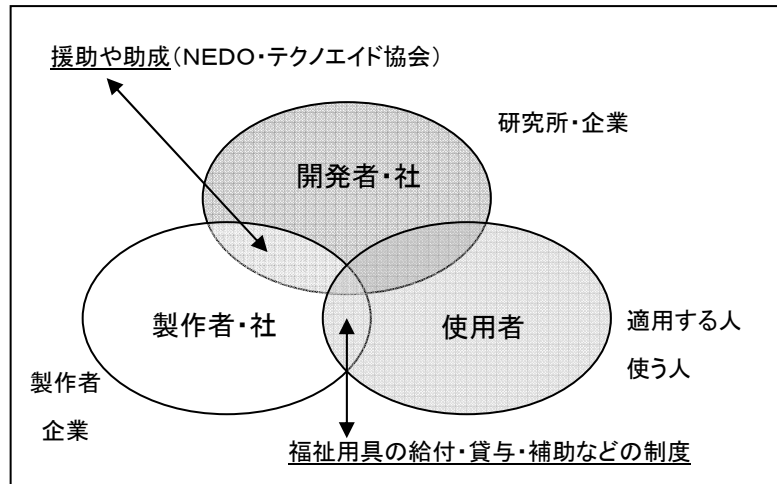 援助や助成(NEDO・テクノエイド協会)
研究所・企業
開発者・社
製作者・社
使用者
適用する人
使う人
製作者
企業
福祉用具の給付・貸与・補助などの制度